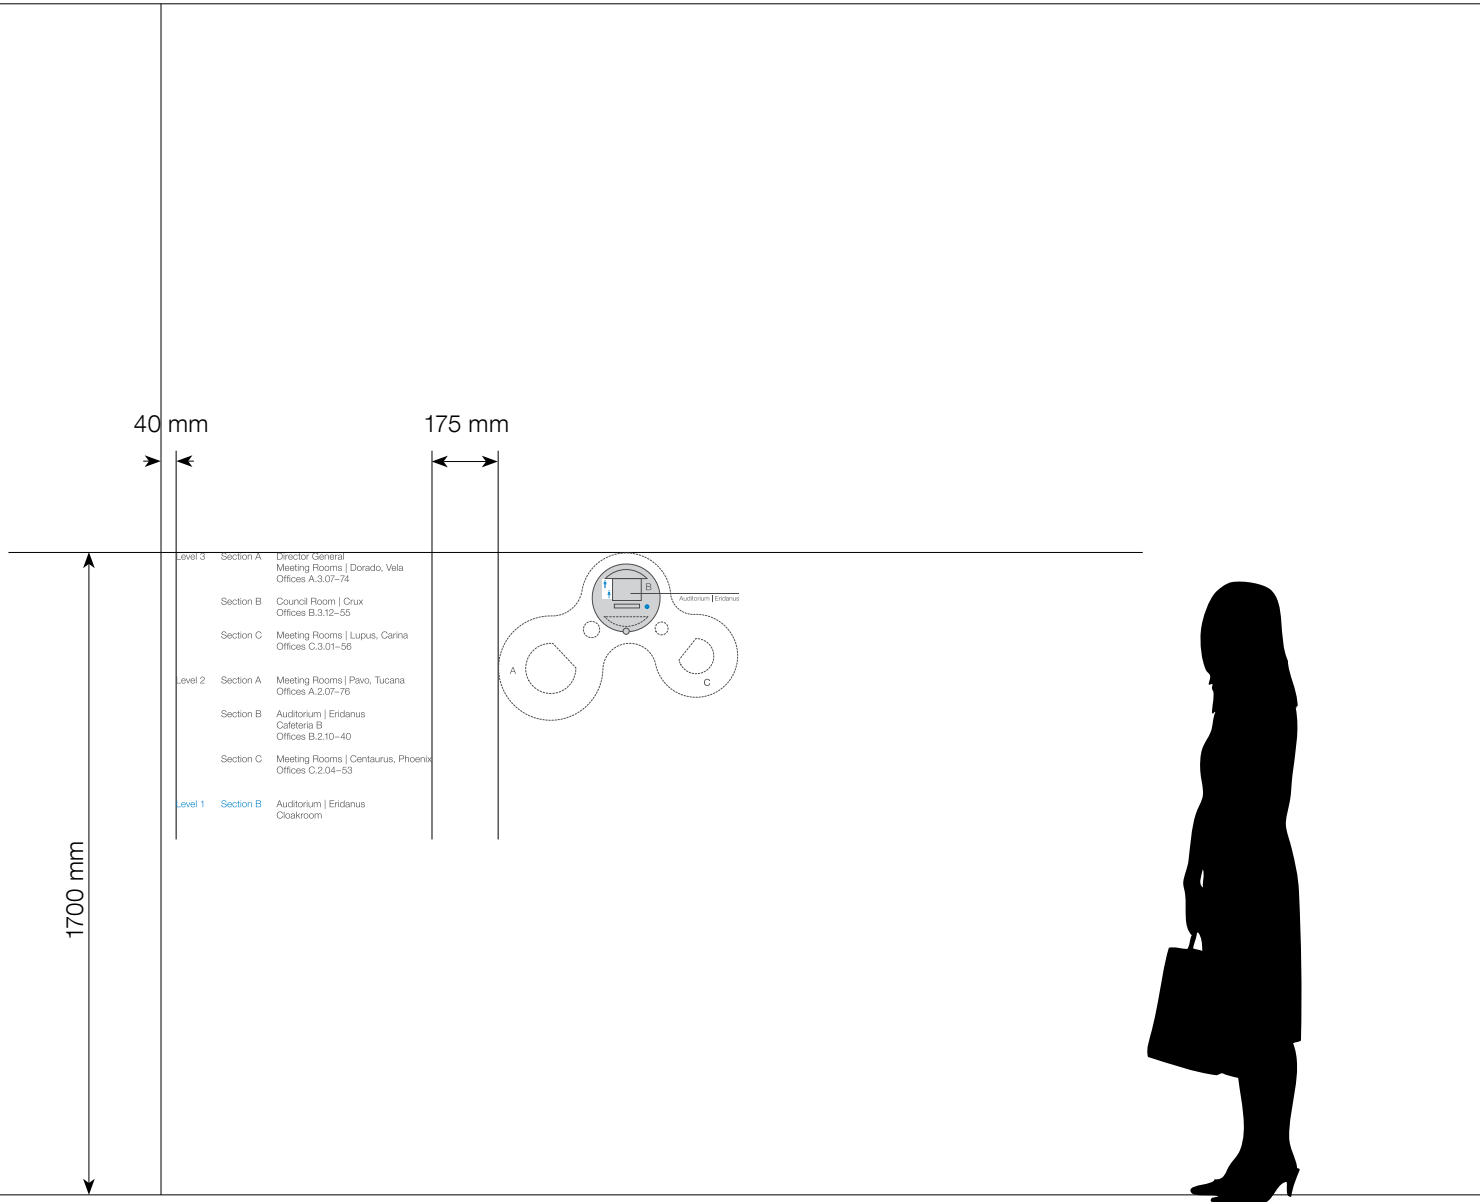 40 mm
175 mm
Level 3 Section A Director General
Meeting Rooms | Dorado, Vela
Offices A.3.07–74
Section B Council Room | Crux
Offices B.3.12–55
Section C Meeting Rooms | Lupus, Carina
Offices C.3.01–56
Level 2 Section A Meeting Rooms | Pavo, Tucana
Offices A.2.07–76
Section B Auditorium | Eridanus
Cafeteria B
Offices B.2.10–40
Section C Meeting Rooms | Centaurus, Phoenix
Offices C.2.04–53
Level 1 Section B Auditorium | Eridanus
Cloakroom
B
Auditorium | Eridanus
A
C
1700 mm